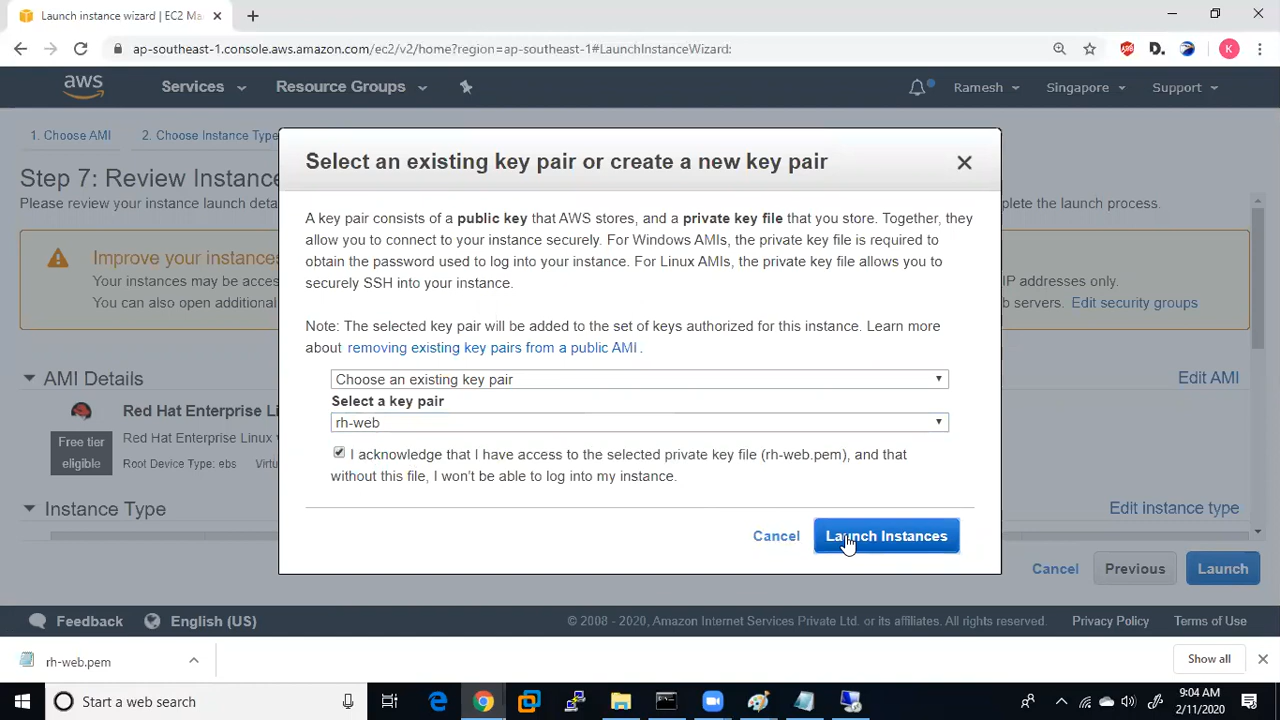 Launch instance wizard | EC2 Ma
ap-southeast-1.console.aws.amazon.com/ec2/v2/home?region=ap-southeast-1#LaunchInstanceWizard:
K
aws
Services
Resource Groups
Ramesh
Singapore
Support
1. Choose AMI
2. Choose Instance Type
Step 7: Review Instance
Please review your instance launch deta
plete the launch process.
Improve your instances
Your instances may be acces
IP addresses only.
You can also open additional
b servers. Edit security groups
Select an existing key pair or create a new key pair
A key pair consists of a public key that AWS stores, and a private key file that you store. Together, they
allow you to connect to your instance securely. For Windows AMIs, the private key file is required to
obtain the password used to log into your instance. For Linux AMIs, the private key file allows you to
securely SSH into your instance.
Note: The selected key pair will be added to the set of keys authorized for this instance. Learn more
about removing existing key pairs from a public AMI .
Choose an existing key pair
Select a key pair
rh-web
I acknowledge that I have access to the selected private key file (rh-web.pem), and that
without this file, I won't be able to log into my instance.
Cancel
Launch Instances
AMI Details
Edit AMI
Red Hat Enterprise Li
Free tier
eligible
Red Hat Enterprise Linux
Root Device Type: ebs
Virtu
Instance Type
Edit instance type
Cancel
Previous
Launch
Feedback
English (US)
© 2008 - 2020, Amazon Internet Services Private Ltd. or its affiliates. All rights reserved.
Privacy Policy
Terms of Use
rh-web.pem
Show all
Start a web search
9:04 AM
2/11/2020